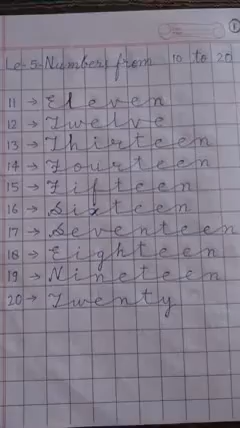 Le-5-Numbers from 10 to 20
11 → Eleven
12 → Twelve
13 → Thirteen
14 → Fourteen
15 → Fifteen
16 → Sixteen
17 → Seventeen
18 → Eighteen
19 → Nineteen
20 → Twenty